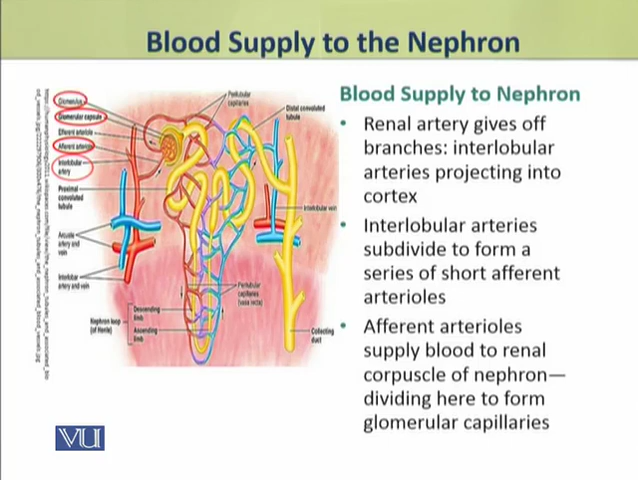 Blood Supply to the Nephron
Glomerulus
Glomerular capsule
Efferent arteriole
Afferent arteriole
Interlobular
artery
Proximal
convoluted
tubule
Arcuate
artery and
vein
Interlobar
artery and vein
Nephron loop
(of Henle)
Descending
limb
Ascending
limb
Peritubular
capillaries
Distal convoluted
tubule
Interlobular vein
Peritubular
capillaries
(vasa recta)
Collecting
duct
Blood Supply to Nephron
• Renal artery gives off
branches: interlobular
arteries projecting into
cortex
• Interlobular arteries
subdivide to form a
series of short afferent
arterioles
• Afferent arterioles
supply blood to renal
corpuscle of nephron—
dividing here to form
glomerular capillaries
VU